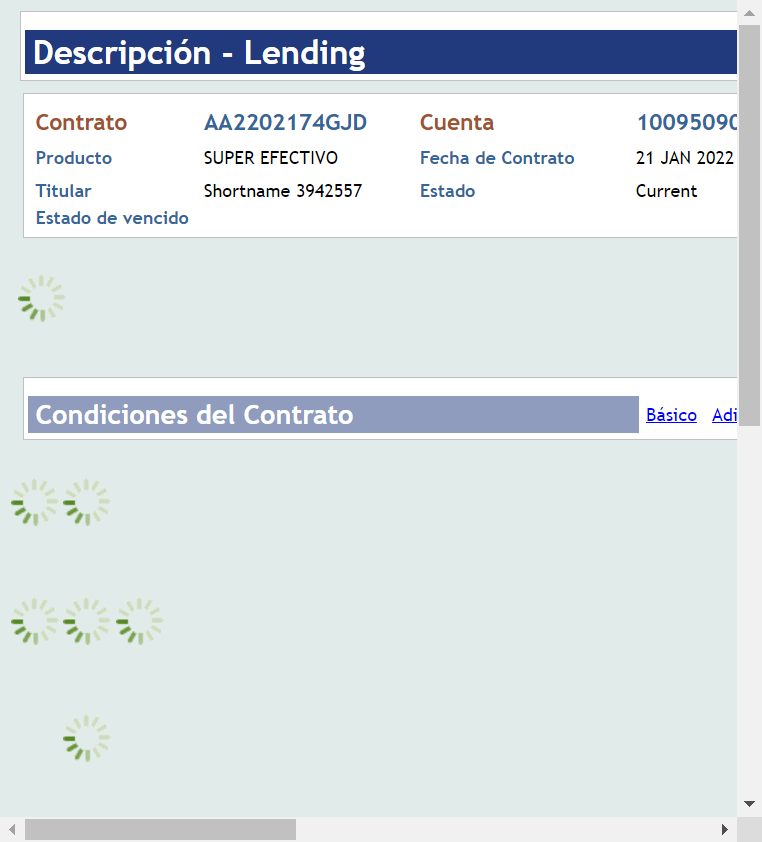 Descripción - Lending
Contrato AA2202174GJD Cuenta 10095090
Producto SUPER EFECTIVO Fecha de Contrato 21 JAN 2022
Titular Shortname 3942557 Estado Current
Estado de vencido
Condiciones del Contrato Básico Adi